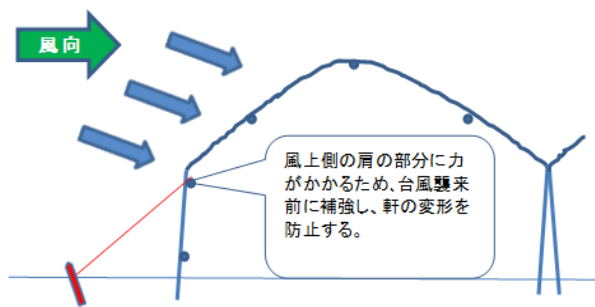 風向
風上側の肩の部分に力
がかかるため、台風襲来
前に補強し、軒の変形を
防止する。